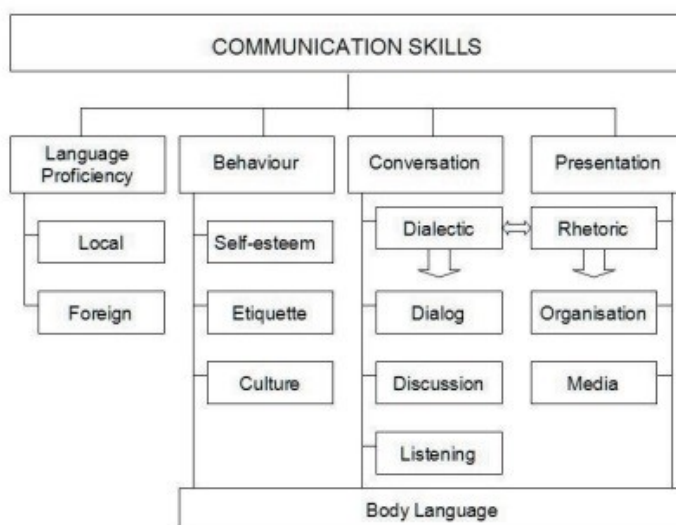 COMMUNICATION SKILLS
Language
Proficiency
Behaviour
Conversation
Presentation
Local
Self-esteem
Dialectic
Rhetoric
Foreign
Etiquette
Dialog
Organisation
Culture
Discussion
Media
Listening
Body Language